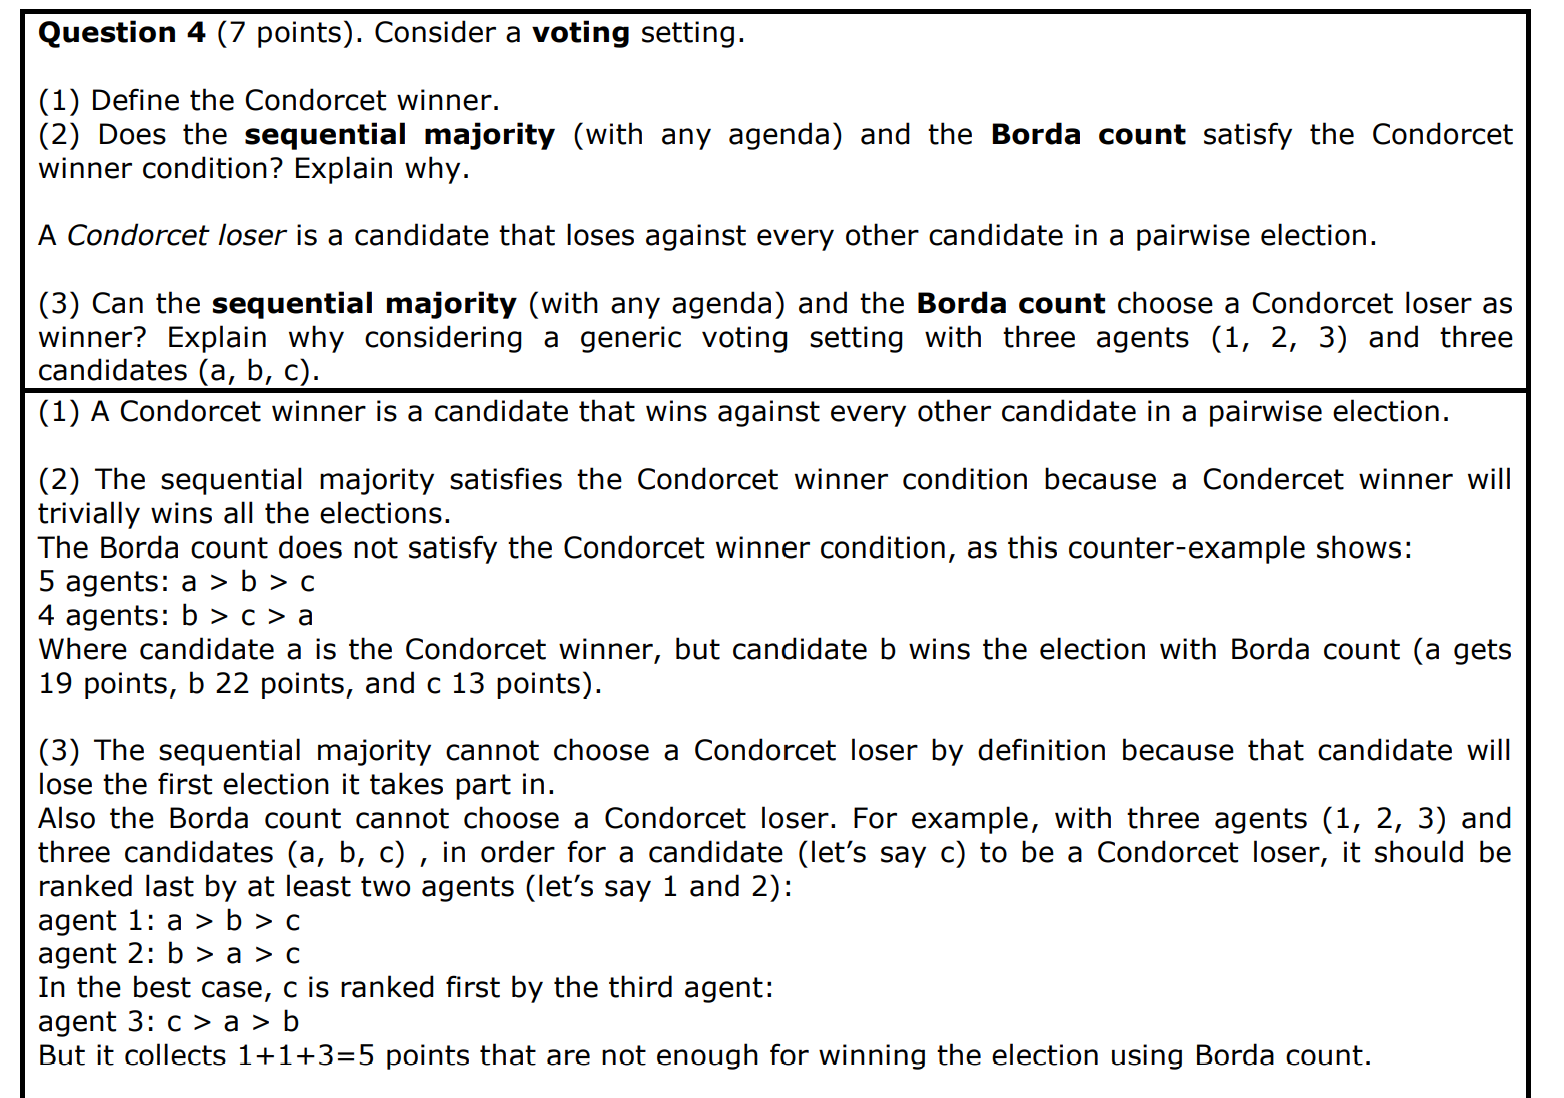 Question 4 (7 points). Consider a voting setting.
(1) Define the Condorcet winner.
(2) Does the sequential majority (with any agenda) and the Borda count satisfy the Condorcet
winner condition? Explain why.
A Condorcet loser is a candidate that loses against every other candidate in a pairwise election.
(3) Can the sequential majority (with any agenda) and the Borda count choose a Condorcet loser as
winner? Explain why considering a generic voting setting with three agents (1, 2, 3) and three
candidates (a, b, c).
(1) A Condorcet winner is a candidate that wins against every other candidate in a pairwise election.
(2) The sequential majority satisfies the Condorcet winner condition because a Condercet winner will
trivially wins all the elections.
The Borda count does not satisfy the Condorcet winner condition, as this counter-example shows:
5 agents: a > b > c
4 agents: b > c > a
Where candidate a is the Condorcet winner, but candidate b wins the election with Borda count (a gets
19 points, b 22 points, and c 13 points).
(3) The sequential majority cannot choose a Condorcet loser by definition because that candidate will
lose the first election it takes part in.
Also the Borda count cannot choose a Condorcet loser. For example, with three agents (1, 2, 3) and
three candidates (a, b, c) , in order for a candidate (let’s say c) to be a Condorcet loser, it should be
ranked last by at least two agents (let’s say 1 and 2):
agent 1: a > b > c
agent 2: b > a > c
In the best case, c is ranked first by the third agent:
agent 3: c > a > b
But it collects 1+1+3=5 points that are not enough for winning the election using Borda count.